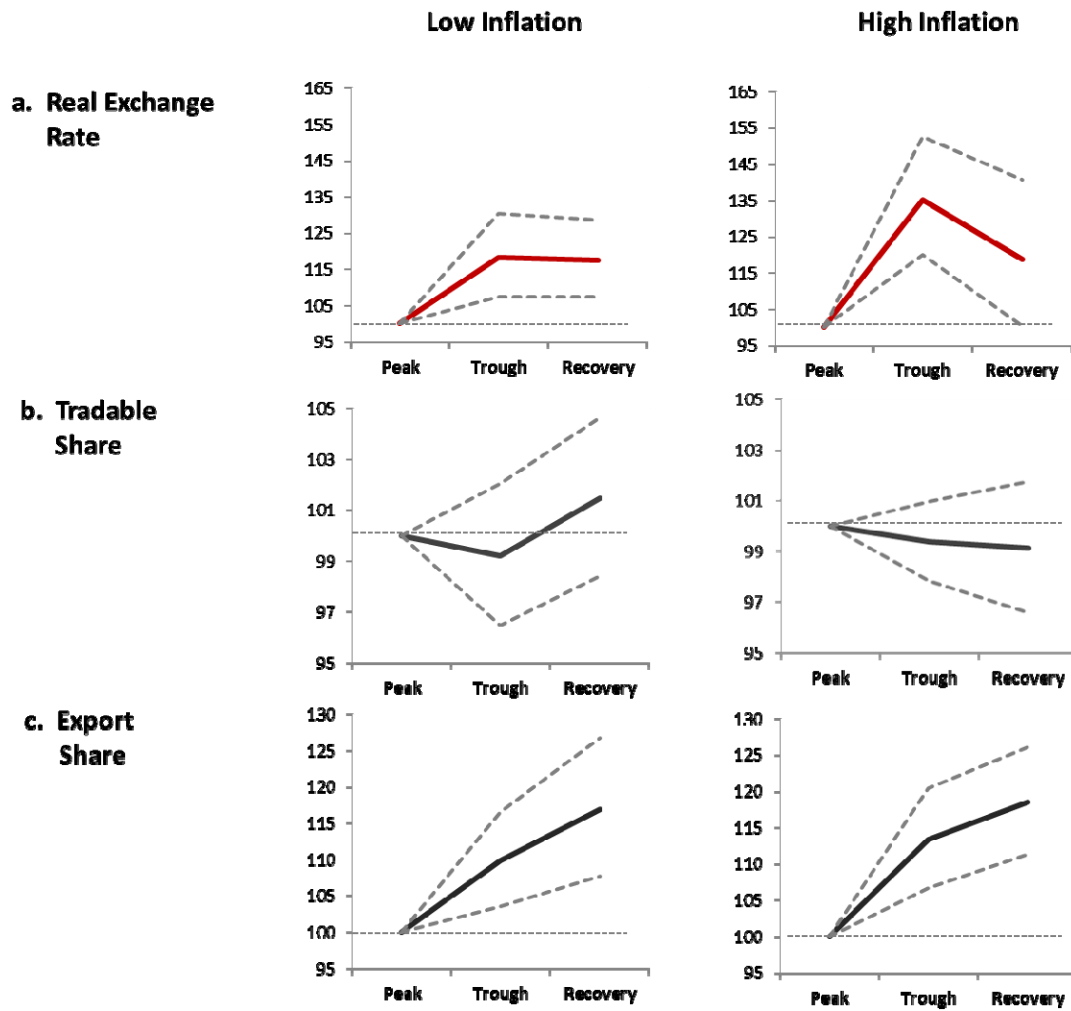 Low Inflation
High Inflation
a. Real Exchange
Rate
165
155
145
135
125
115
105
95
Peak
Trough
Recovery
165
155
145
135
125
115
105
95
Peak
Trough
Recovery
b. Tradable
Share
105
103
101
99
97
95
Peak
Trough
Recovery
105
103
101
99
97
95
Peak
Trough
Recovery
c. Export
Share
130
125
120
115
110
105
100
95
Peak
Trough
Recovery
130
125
120
115
110
105
100
95
Peak
Trough
Recovery